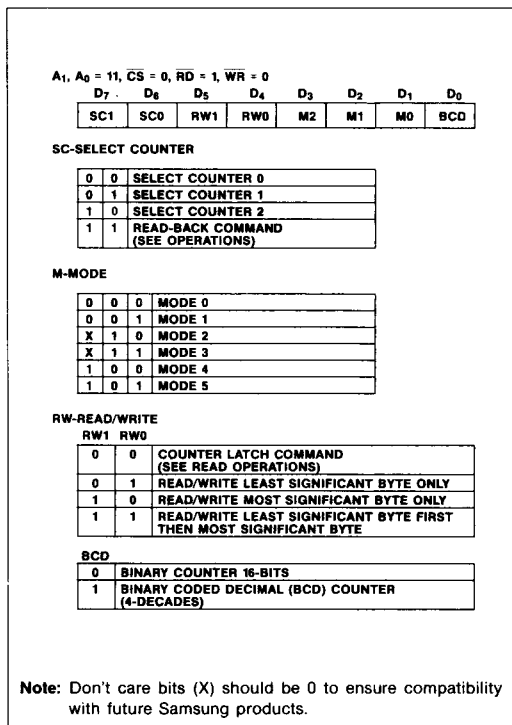 A1, A0 = 11, CS = 0, RD = 1, WR = 0
D7 D6 D5 D4 D3 D2 D1 D0
SC1 SC0 RW1 RW0 M2 M1 M0 BCD
SC-SELECT COUNTER
0 0 SELECT COUNTER 0
0 1 SELECT COUNTER 1
1 0 SELECT COUNTER 2
1 1 READ-BACK COMMAND
(SEE OPERATIONS)
M-MODE
0 0 0 MODE 0
0 0 1 MODE 1
X 1 0 MODE 2
X 1 1 MODE 3
1 0 0 MODE 4
1 0 1 MODE 5
RW-READ/WRITE
RW1 RW0
0 0 COUNTER LATCH COMMAND
(SEE READ OPERATIONS)
0 1 READ/WRITE LEAST SIGNIFICANT BYTE ONLY
1 0 READ/WRITE MOST SIGNIFICANT BYTE ONLY
1 1 READ/WRITE LEAST SIGNIFICANT BYTE FIRST
THEN MOST SIGNIFICANT BYTE
BCD
0 BINARY COUNTER 16-BITS
1 BINARY CODED DECIMAL (BCD) COUNTER
(4-DECADES)
Note: Don't care bits (X) should be 0 to ensure compatibility
with future Samsung products.